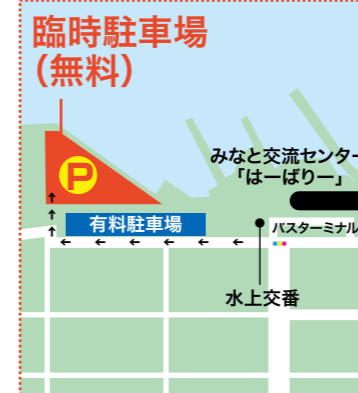 臨時駐車場
(無料)
みなと交流センター
「はーばりー」
P
有料駐車場
バスターミナル
水上交番